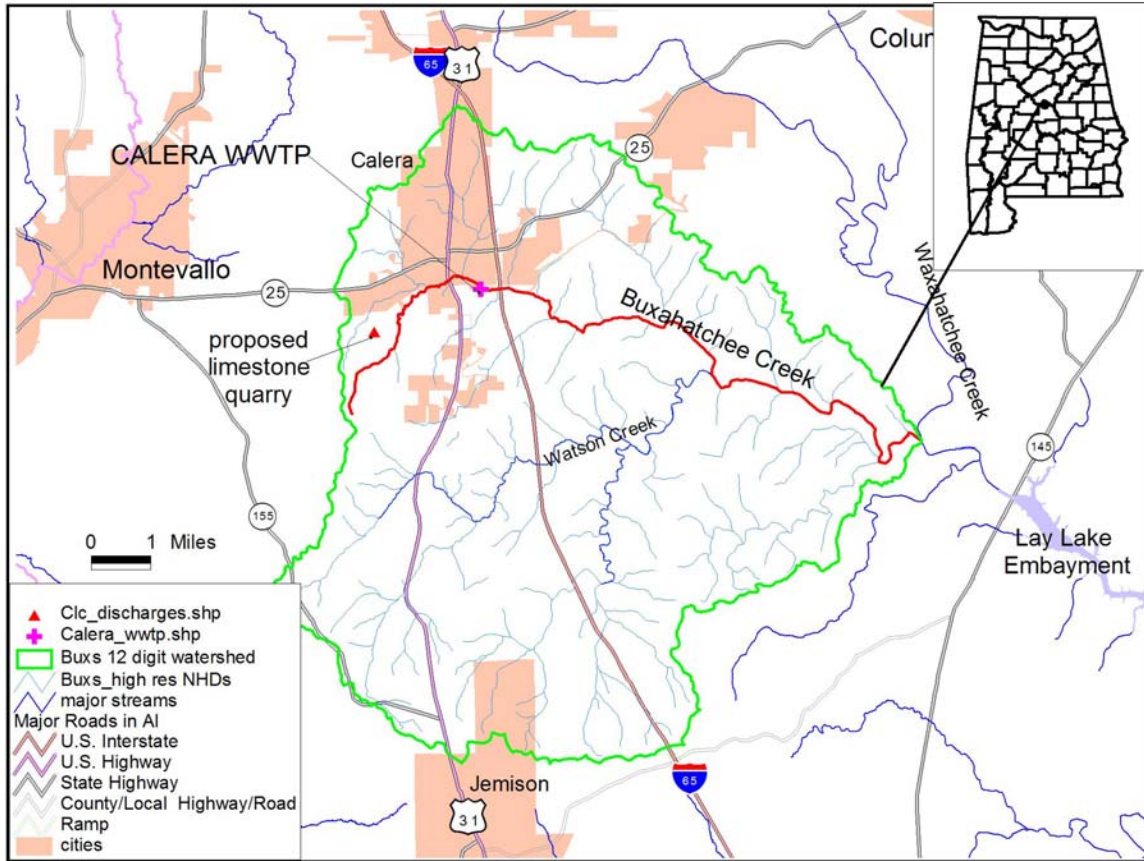 65
31
Colun
CALERA WWTP
Calera
25
Montevallo
25
proposed
limestone
quarry
Buxahatchee Creek
Waxahatchee Creek
Watson Creek
145
155
0 1 Miles
Lay Lake
Embayment
Clc_discharges.shp
Calera_wwtp.shp
Buxs 12 digit watershed
Buxs_high res NHDs
major streams
Major Roads in Al
U.S. Interstate
U.S. Highway
State Highway
County/Local Highway/Road
Ramp
cities
Jemison
65
31